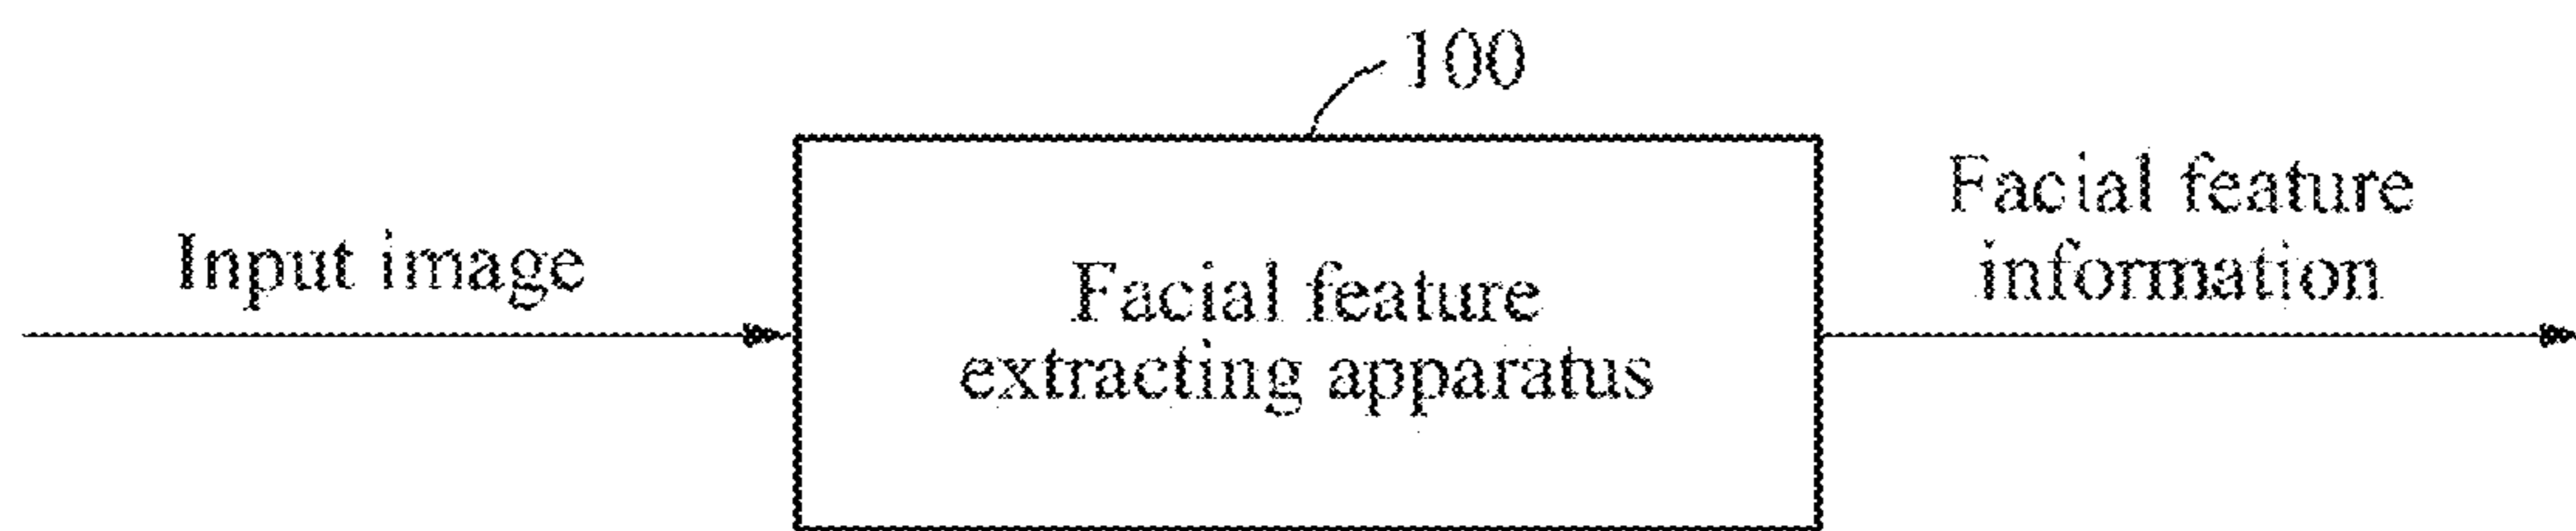 100
Input image
Facial feature
extracting apparatus
Facial feature
information